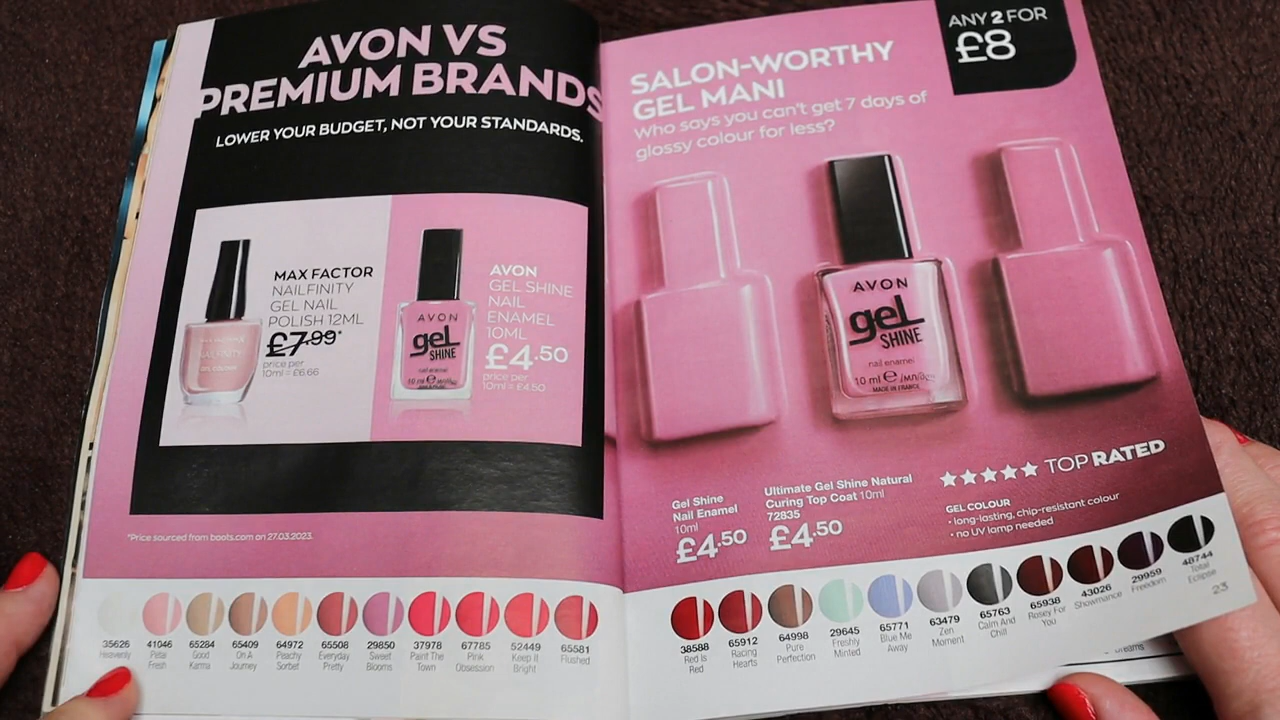 AVON VS
PREMIUM BRANDS
LOWER YOUR BUDGET, NOT YOUR STANDARDS.
MAX FACTOR
NAILFINITY
GEL NAIL
POLISH 12ML
£7.99*
price per
10ml = £6.66
AVON
GEL SHINE
NAIL
ENAMEL
10ML
£4.50
price per
10ml = £4.50
AVON
gel
SHINE
nail enamel
10 ml
*Price sourced from boots.com on 27.03.2023.
35626
Heavenly
41046
Petal
Fresh
65284
Good
Karma
65409
On A
Journey
64972
Peachy
Sorbet
65508
Everyday
Pretty
29850
Sweet
Blooms
37978
Paint The
Town
67785
Pink
Obsession
52449
Keep It
Bright
65581
Flushed
ANY 2 FOR
£8
SALON-WORTHY
GEL MANI
Who says you can't get 7 days of
glossy colour for less?
AVON
gel
SHINE
nail enamel
10 ml e
MADE IN FRANCE
TOP RATED
Gel Shine
Nail Enamel
10ml
£4.50
Ultimate Gel Shine Natural
Curing Top Coat 10ml
72835
£4.50
GEL COLOUR
• long-lasting, chip-resistant colour
• no UV lamp needed
38588
Red Is
Red
65912
Racing
Hearts
64998
Pure
Perfection
29645
Freshly
Minted
65771
Blue Me
Away
63479
Zen
Moment
65763
Calm And
Chill
65938
Rosey For
You
43026
Showmance
29959
Freedom
48744
Total
Eclipse
23
Dreams